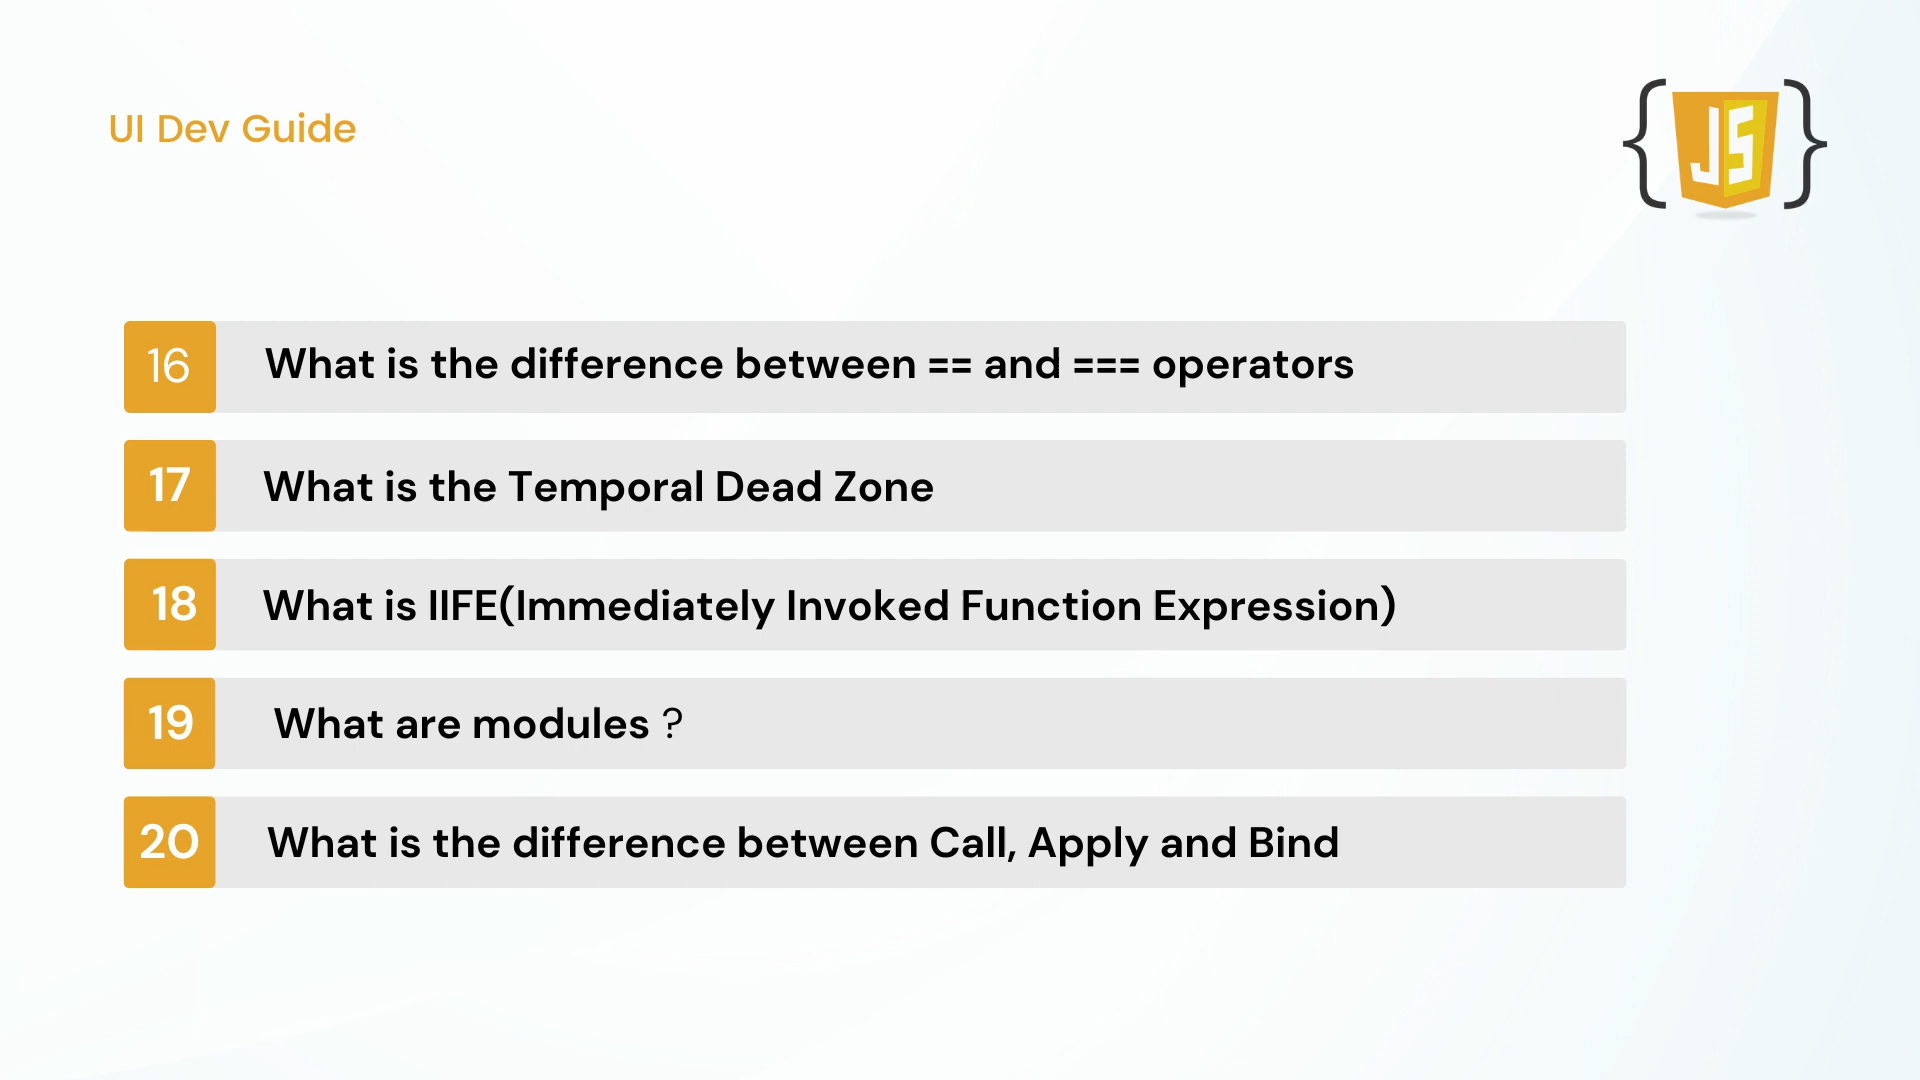 UI Dev Guide
JS
16 What is the difference between == and === operators
17 What is the Temporal Dead Zone
18 What is IIFE(Immediately Invoked Function Expression)
19 What are modules ?
20 What is the difference between Call, Apply and Bind